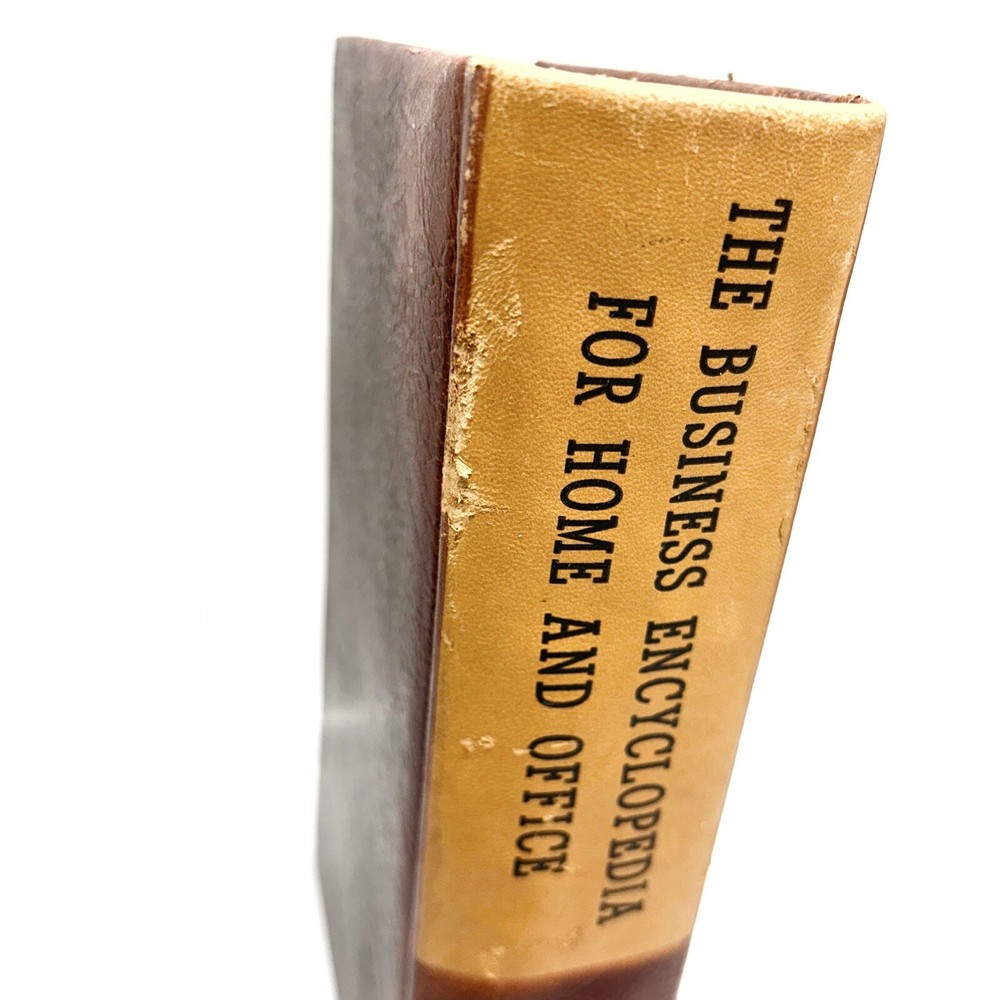 THE BUSINESS ENCYCLOPEDIA
FOR HOME AND OFFICE